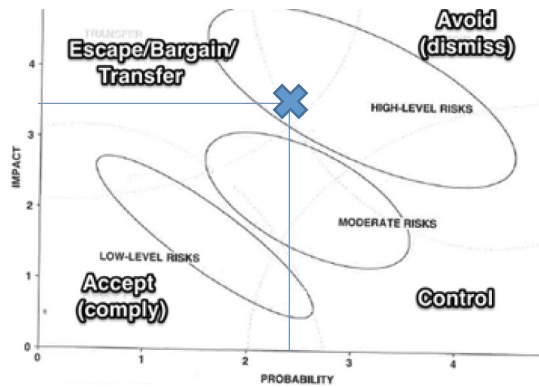 Avoid
(dismiss)
TRANSFER
Escape/Bargain/
Transfer
4
HIGH-LEVEL RISKS
3
IMPACT
2
MODERATE RISKS
LOW-LEVEL RISKS
1
Accept
(comply)
Control
0
0 1 2 3 4
PROBABILITY